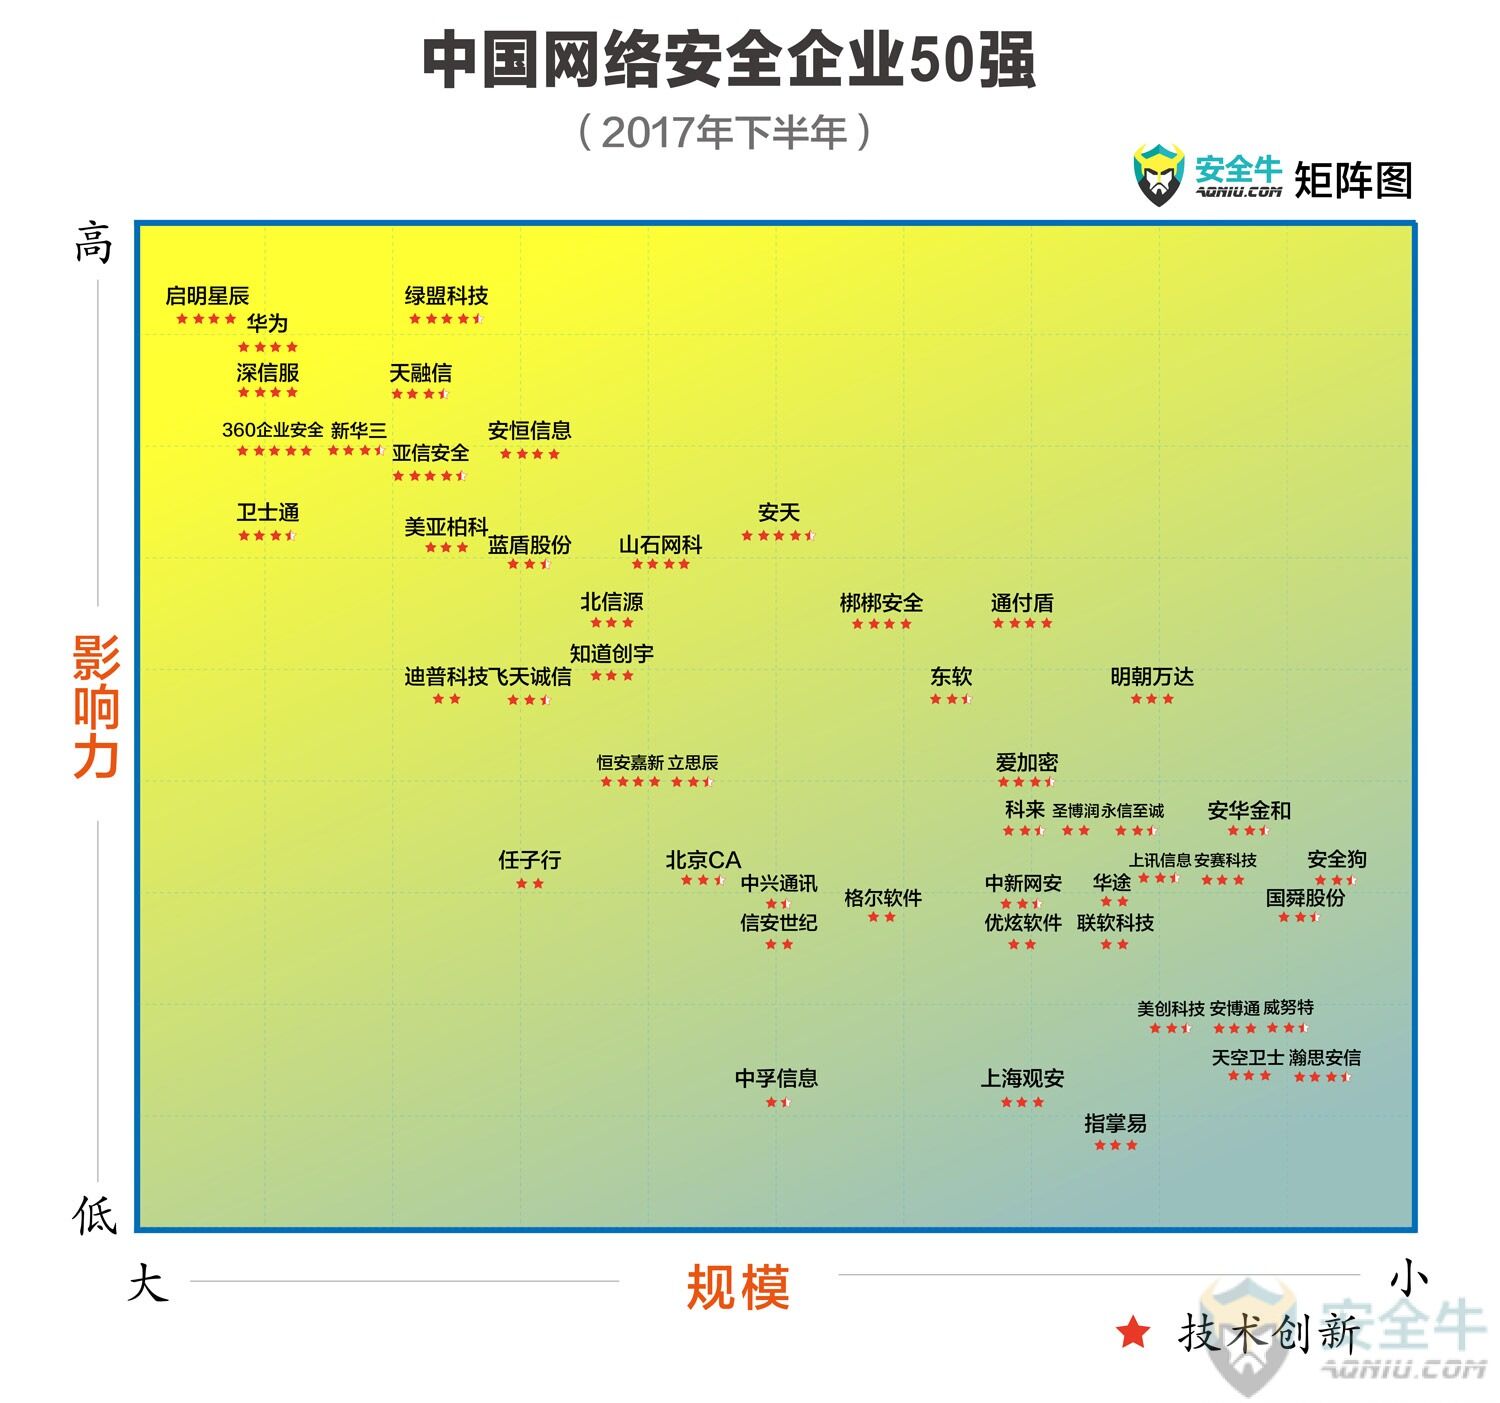 中国网络安全企业50强
（2017年下半年）
安全牛
AQNIU.COM
矩阵图
高
启明星辰
绿盟科技
华为
深信服
天融信
360企业安全
新华三
安恒信息
亚信安全
卫士通
安天
美亚柏科
蓝盾股份
山石网科
北信源
梆梆安全
通付盾
知道创宇
迪普科技
飞天诚信
东软
明朝万达
恒安嘉新
立思辰
爱加密
科来
圣博润
永信至诚
安华金和
任子行
北京CA
上讯信息
安赛科技
安全狗
中兴通讯
中新网安
华途
格尔软件
国舜股份
信安世纪
优炫软件
联软科技
美创科技
安博通
威努特
天空卫士
瀚思安信
中孚信息
上海观安
指掌易
影响力
低
大
规模
小
技术创新
安全牛
AQNIU.COM